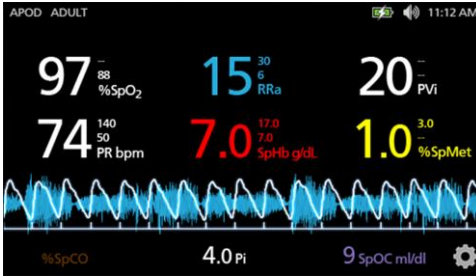 APOD ADULT 11:12 AM
97 -- 88 %SpO₂ 15 30 6 RRa 20 -- -- PVi
74 140 50 PR bpm 7.0 17.0 7.0 SpHb g/dL 1.0 3.0 -- %SpMet
%SpCO 4.0 Pi 9 SpOC ml/dl